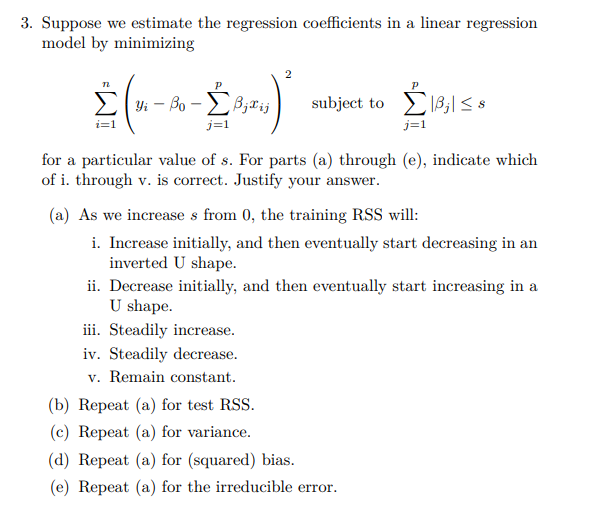 3. Suppose we estimate the regression coefficients in a linear regression
model by minimizing
$\sum_{i=1}^{n} \left( y_i - \beta_0 - \sum_{j=1}^{p} \beta_j x_{ij} \right)^2$ subject to $\sum_{j=1}^{p} |\beta_j| \leq s$
for a particular value of s. For parts (a) through (e), indicate which
of i. through v. is correct. Justify your answer.
(a) As we increase s from 0, the training RSS will:
i. Increase initially, and then eventually start decreasing in an
inverted U shape.
ii. Decrease initially, and then eventually start increasing in a
U shape.
iii. Steadily increase.
iv. Steadily decrease.
v. Remain constant.
(b) Repeat (a) for test RSS.
(c) Repeat (a) for variance.
(d) Repeat (a) for (squared) bias.
(e) Repeat (a) for the irreducible error.